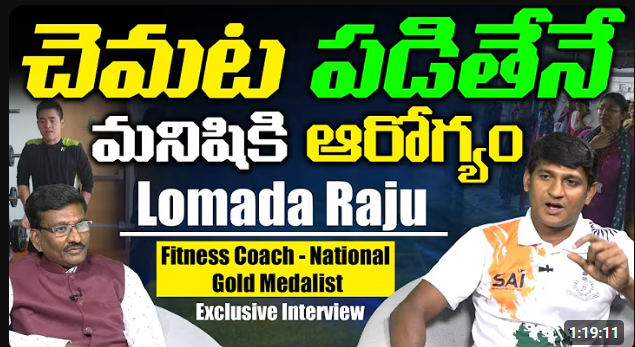 చెమట పడితేనే
మనిషికి ఆరోగ్యం
Lomada Raju
Fitness Coach - National
Gold Medalist
Exclusive Interview
SAI
1:19:11